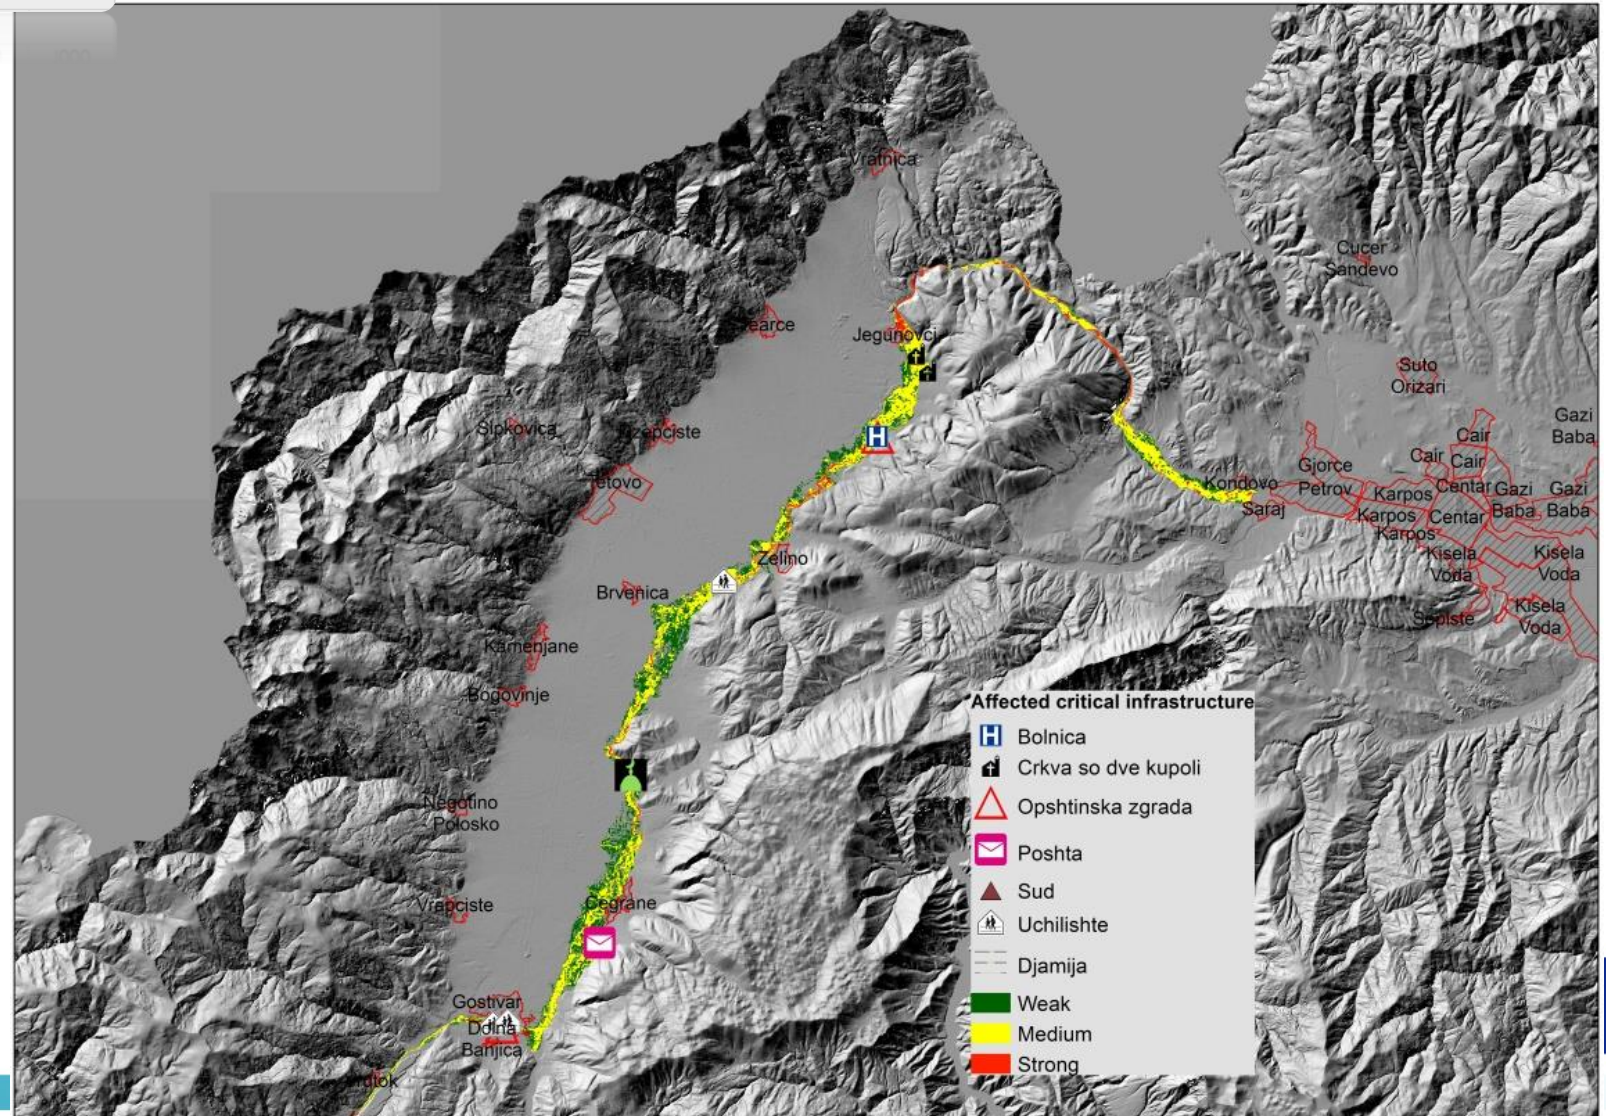 Vratnica
Cucer
Sandevo
earce
Jegunovci
Suto
Orizari
Gazi
Baba
Sipkovica
zepciste
Cair
Cair
Cair
Gjorce
Petrov
etovo
Kondovo
Saraj
Karpos
Centar
Gazi
Baba
Gazi
Baba
Karpos
Centar
Karpos
Zelino
Kisela
Voda
Kisela
Voda
Brvenica
Kisela
Voda
Sopiste
Kamenjane
Bogovinje
Negotino
Polosko
Vrapciste
Cegrane
Gostivar
Dolna
Banjica
Affected critical infrastructure
H Bolnica
Crkva so dve kupoli
Opshtinska zgrada
Poshta
Sud
Uchilishte
Djamija
Weak
Medium
Strong
H